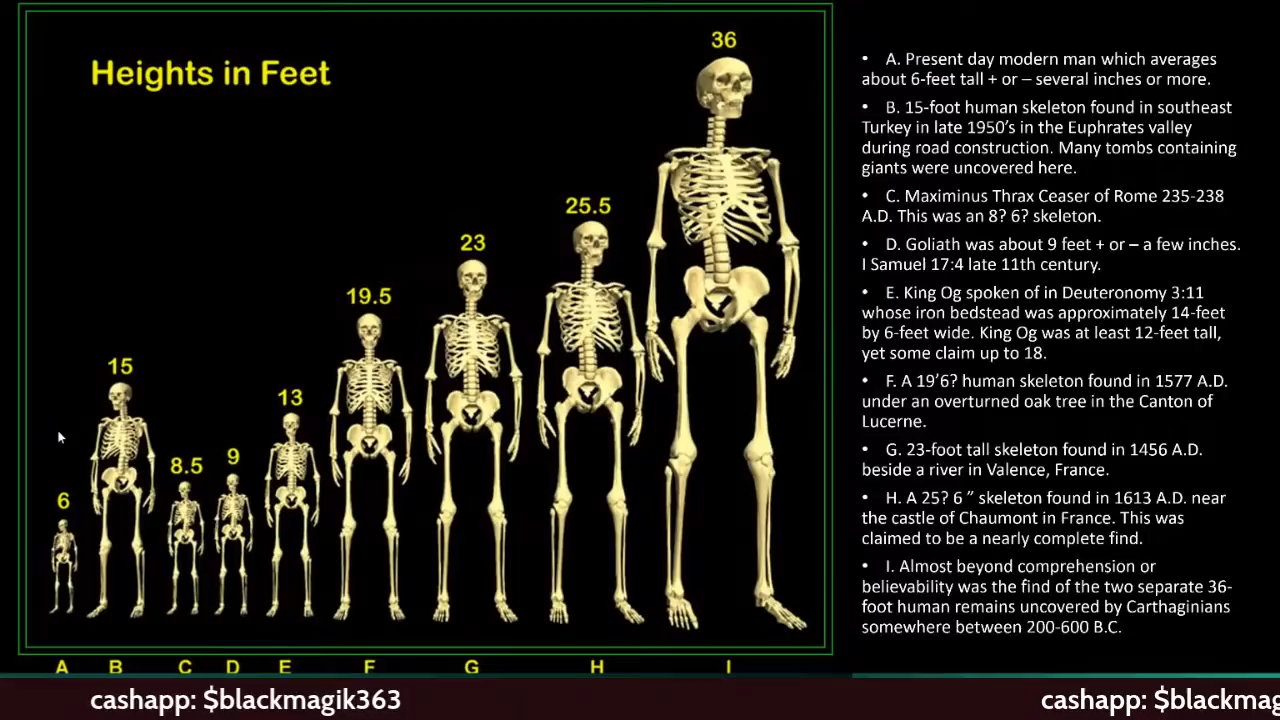 Heights in Feet
36
25.5
23
19.5
15
13
9
8.5
6
A B C D E F G H I
• A. Present day modern man which averages
about 6-feet tall + or – several inches or more.
• B. 15-foot human skeleton found in southeast
Turkey in late 1950’s in the Euphrates valley
during road construction. Many tombs containing
giants were uncovered here.
• C. Maximinus Thrax Ceaser of Rome 235-238
A.D. This was an 8? 6? skeleton.
• D. Goliath was about 9 feet + or – a few inches.
I Samuel 17:4 late 11th century.
• E. King Og spoken of in Deuteronomy 3:11
whose iron bedstead was approximately 14-feet
by 6-feet wide. King Og was at least 12-feet tall,
yet some claim up to 18.
• F. A 19’6? human skeleton found in 1577 A.D.
under an overturned oak tree in the Canton of
Lucerne.
• G. 23-foot tall skeleton found in 1456 A.D.
beside a river in Valence, France.
• H. A 25? 6 ” skeleton found in 1613 A.D. near
the castle of Chaumont in France. This was
claimed to be a nearly complete find.
• I. Almost beyond comprehension or
believability was the find of the two separate 36-
foot human remains uncovered by Carthaginians
somewhere between 200-600 B.C.
cashapp: $blackmagik363
cashapp: $blackmag